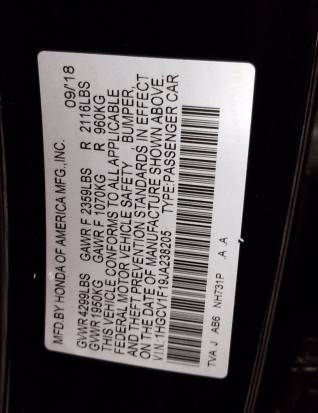 MFD.BY HONDA OF AMERICA MFG.,INC. 09/18
GVWR 4299LBS GAWR F 2359LBS R 2116LBS
GVWR 1950KG GAWR F 1070KG R 960KG
THIS VEHICLE CONFORMS TO ALL APPLICABLE
FEDERAL MOTOR VEHICLE SAFETY , BUMPER,
AND THEFT PREVENTION STANDARDS IN EFFECT
ON THE DATE OF MANUFACTURE SHOWN ABOVE.
V.I.N.:1HGCV1F19JA238205 TYPE:PASSENGER CAR
TVA J AB6 NH731P .A .A